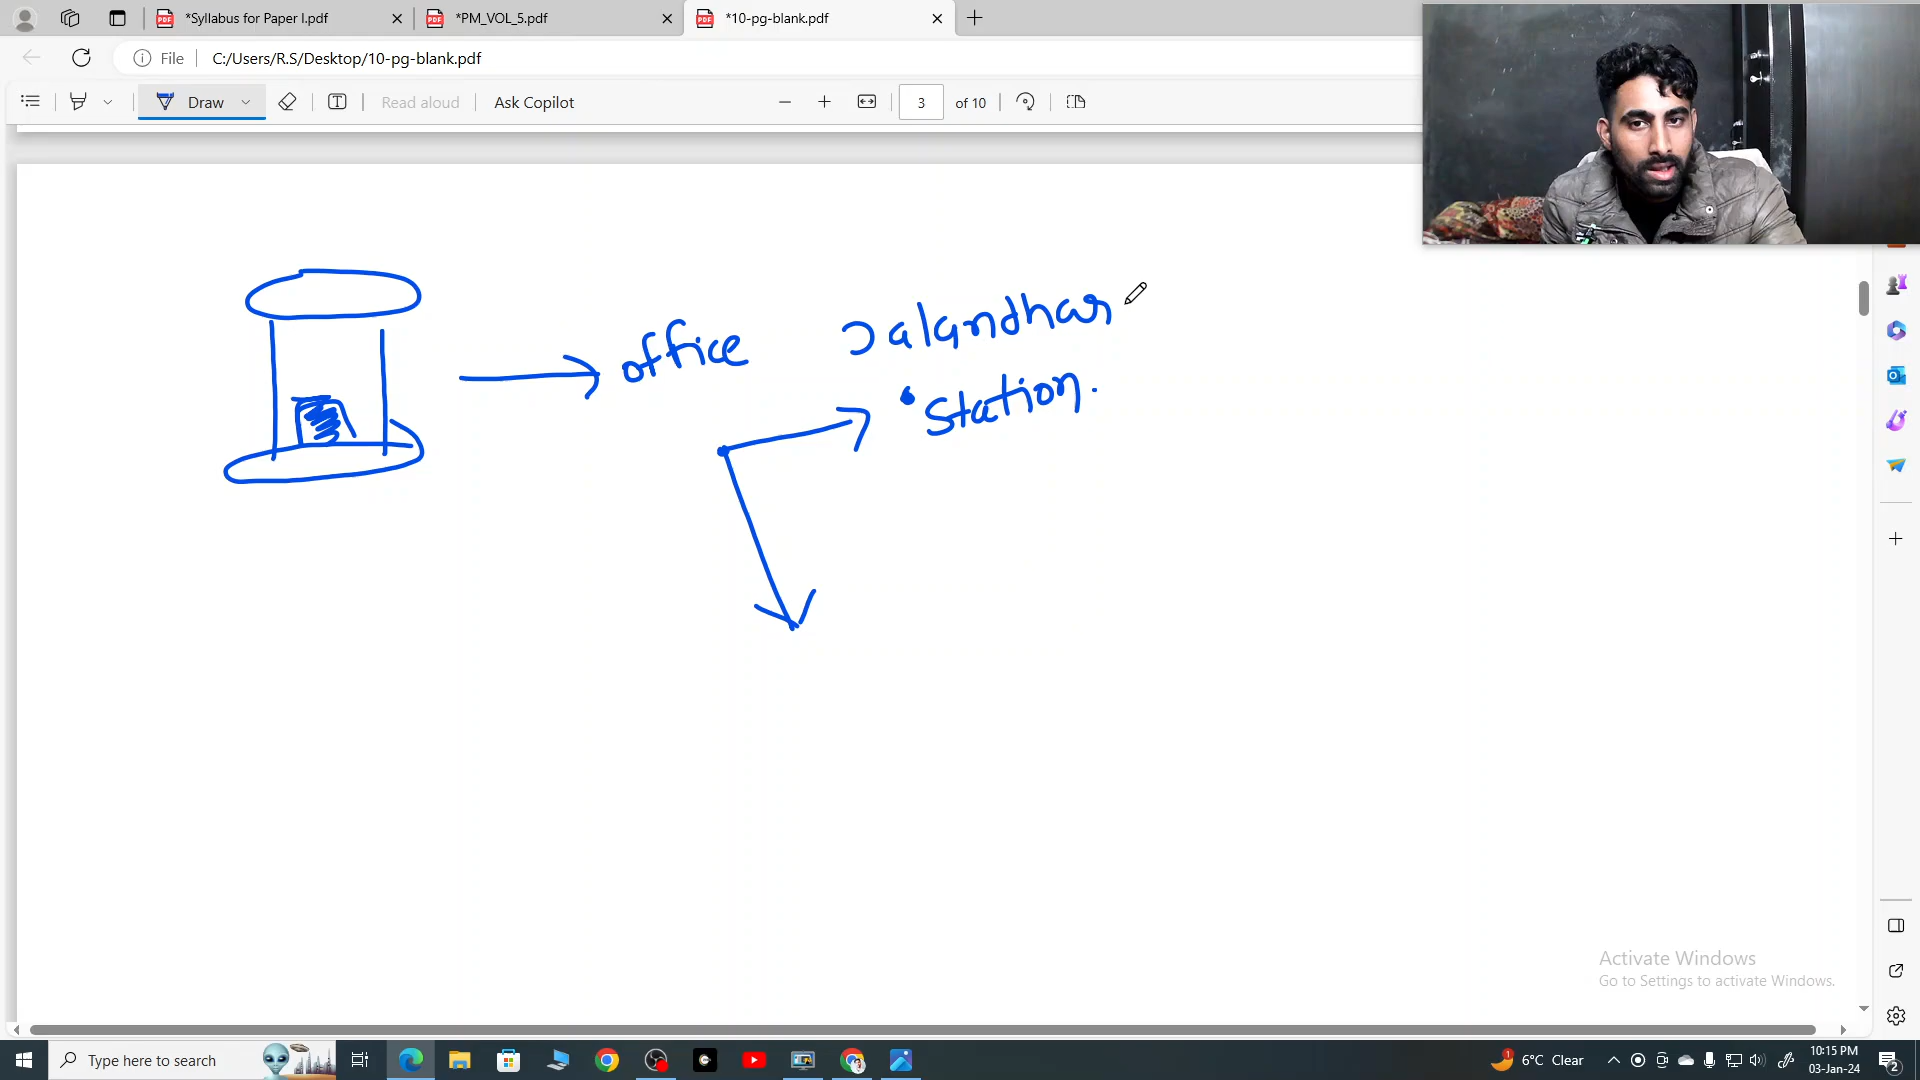 *Syllabus for Paper I.pdf
*PM_VOL_5.pdf
*10-pg-blank.pdf
File
C:/Users/R.S/Desktop/10-pg-blank.pdf
Draw
Read aloud
Ask Copilot
3
of 10
office
Jalandhar
Station.
Activate Windows
Go to Settings to activate Windows.
Type here to search
6°C Clear
10:15 PM
03-Jan-24